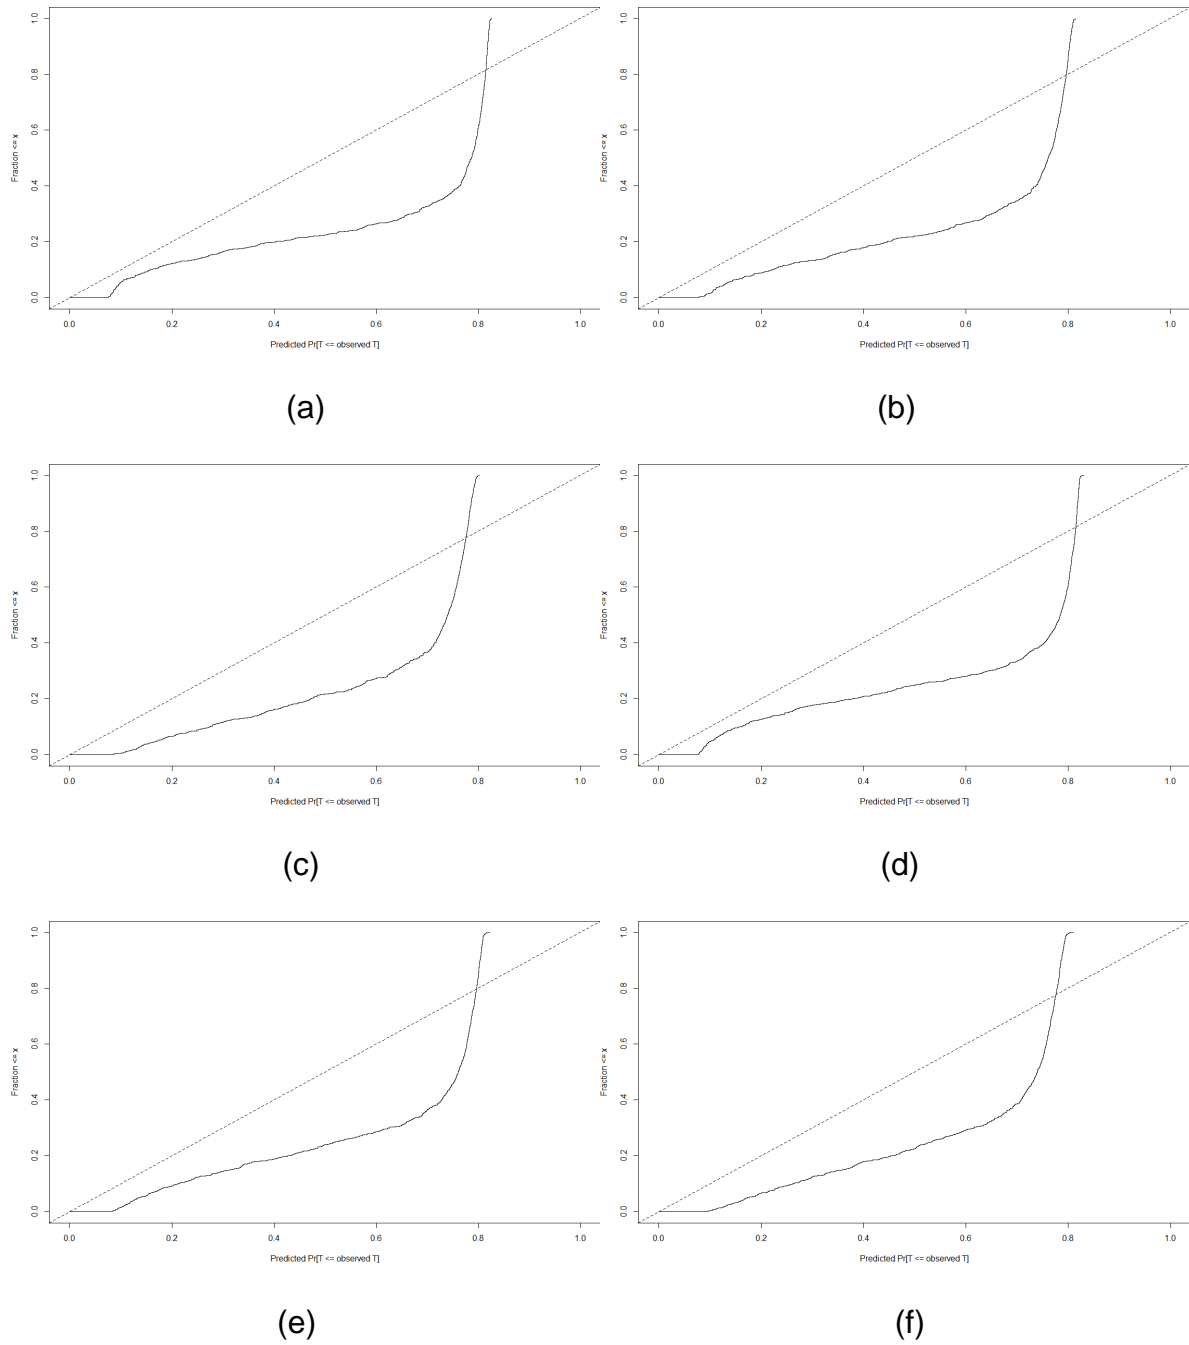 1.0 0.8 0.6 0.4 0.2 0.0
Fraction <= x
0.0 0.2 0.4 0.6 0.8 1.0
Predicted Pr[T <= observed T]
(a)
1.0 0.8 0.6 0.4 0.2 0.0
Fraction <= x
0.0 0.2 0.4 0.6 0.8 1.0
Predicted Pr[T <= observed T]
(b)
1.0 0.8 0.6 0.4 0.2 0.0
Fraction <= x
0.0 0.2 0.4 0.6 0.8 1.0
Predicted Pr[T <= observed T]
(c)
1.0 0.8 0.6 0.4 0.2 0.0
Fraction <= x
0.0 0.2 0.4 0.6 0.8 1.0
Predicted Pr[T <= observed T]
(d)
1.0 0.8 0.6 0.4 0.2 0.0
Fraction <= x
0.0 0.2 0.4 0.6 0.8 1.0
Predicted Pr[T <= observed T]
(e)
1.0 0.8 0.6 0.4 0.2 0.0
Fraction <= x
0.0 0.2 0.4 0.6 0.8 1.0
Predicted Pr[T <= observed T]
(f)